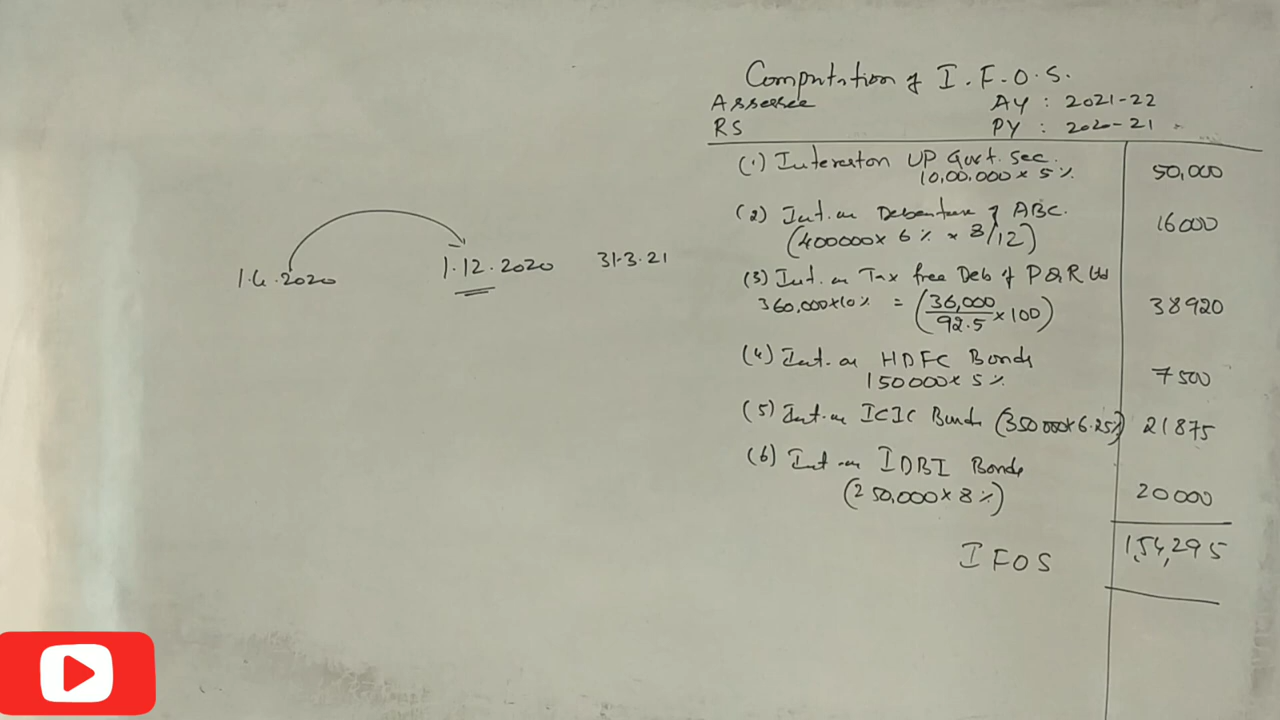 Computation of I.F.O.S.
Assessee AY : 2021-22
RS PY : 2020-21
(1) Interest on UP Govt. Sec.
10,00,000 × 5% 50,000
(2) Int. on Debenture of ABC.
(400000 × 6% × 8/12) 16000
(3) Int. on Tax free Deb of P&R Ltd
360,000×10% = (36,000/92.5 × 100) 38920
(4) Int. on HDFC Bonds
150000 × 5% 7500
(5) Int. on ICIC Bonds (350000×6.25%) 21875
(6) Int on IDBI Bonds
(250,000 × 8%) 20000
IFOS 1,54,295
1.4.2020 1.12.2020 31.3.21